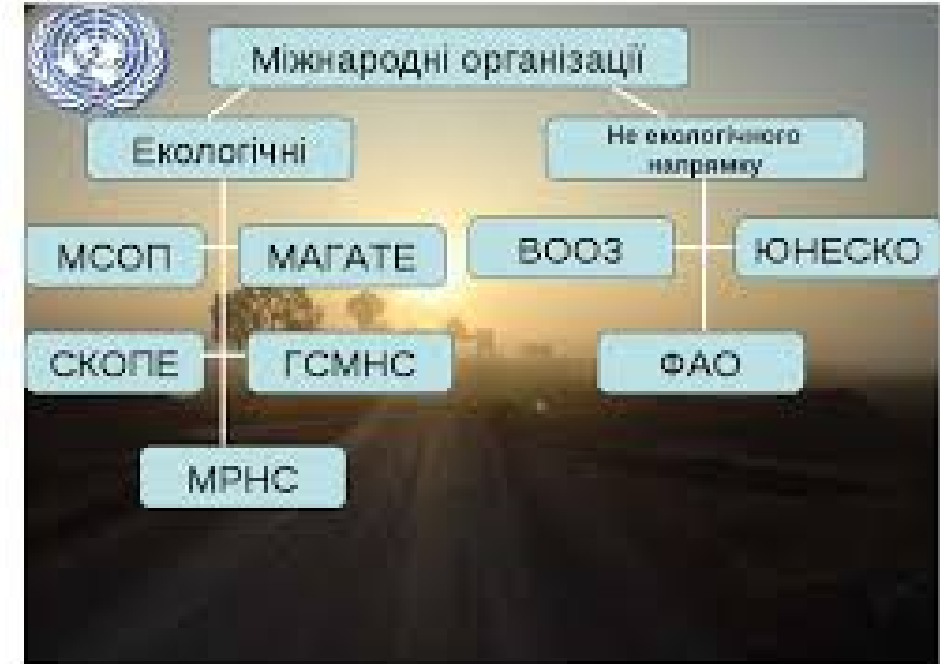 Міжнародні організації
Екологічні
Не екологічного
напрямку
МСОП
МАГАТЕ
ВООЗ
ЮНЕСКО
СКОПЕ
ГСМНС
ФАО
МРНС